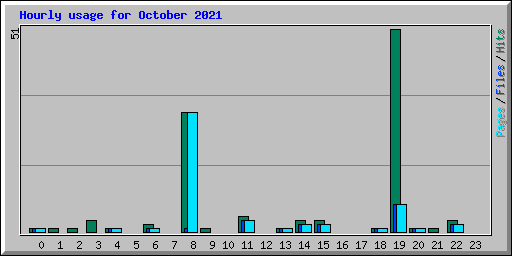 Hourly usage for October 2021
51
Pages/Files/Hits
0 1 2 3 4 5 6 7 8 9 10 11 12 13 14 15 16 17 18 19 20 21 22 23